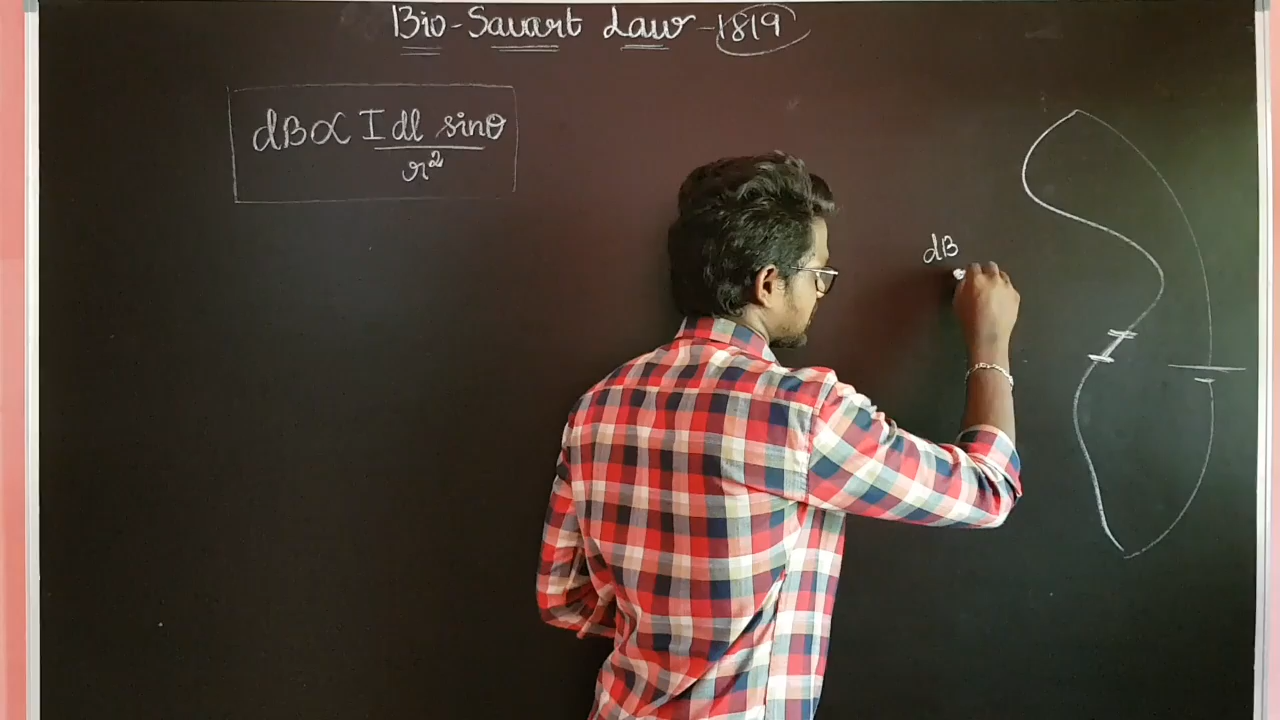 Bio-Savart Law - 1819
dB ∝ I dl sinθ
r²
dB